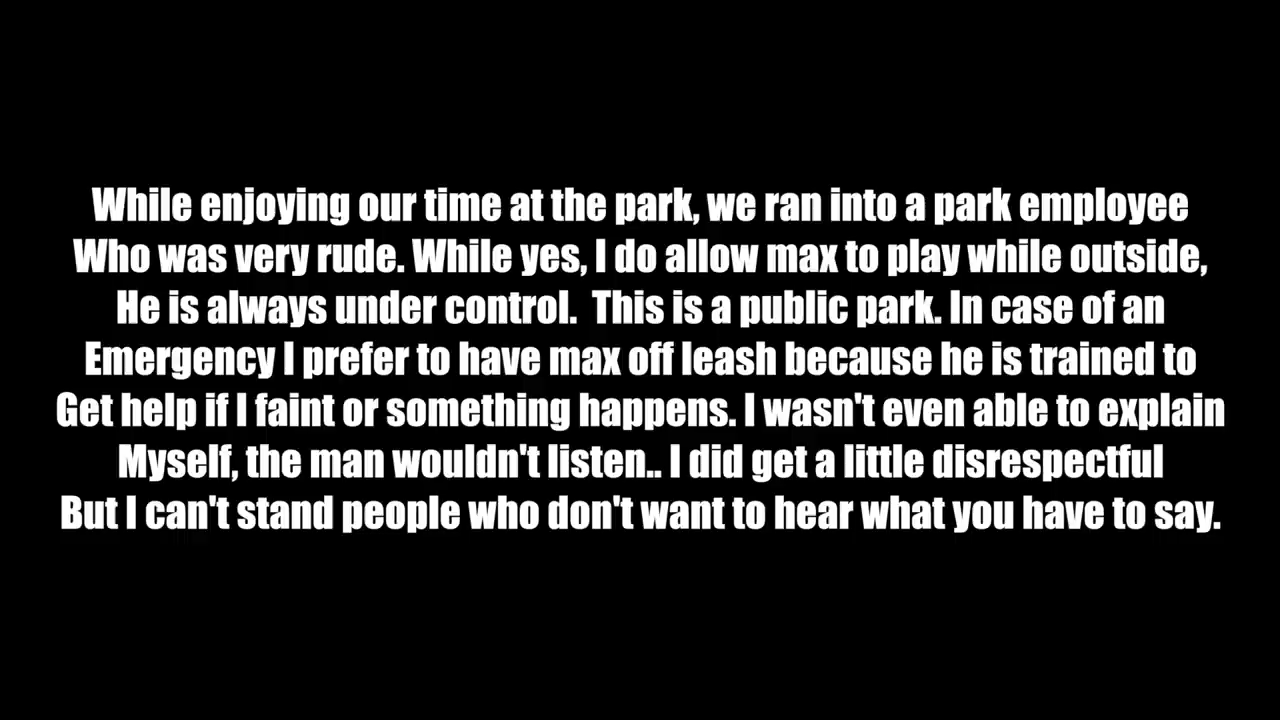 While enjoying our time at the park, we ran into a park employee
Who was very rude. While yes, I do allow max to play while outside,
He is always under control.  This is a public park. In case of an
Emergency I prefer to have max off leash because he is trained to
Get help if I faint or something happens. I wasn't even able to explain
Myself, the man wouldn't listen.. I did get a little disrespectful
But I can't stand people who don't want to hear what you have to say.